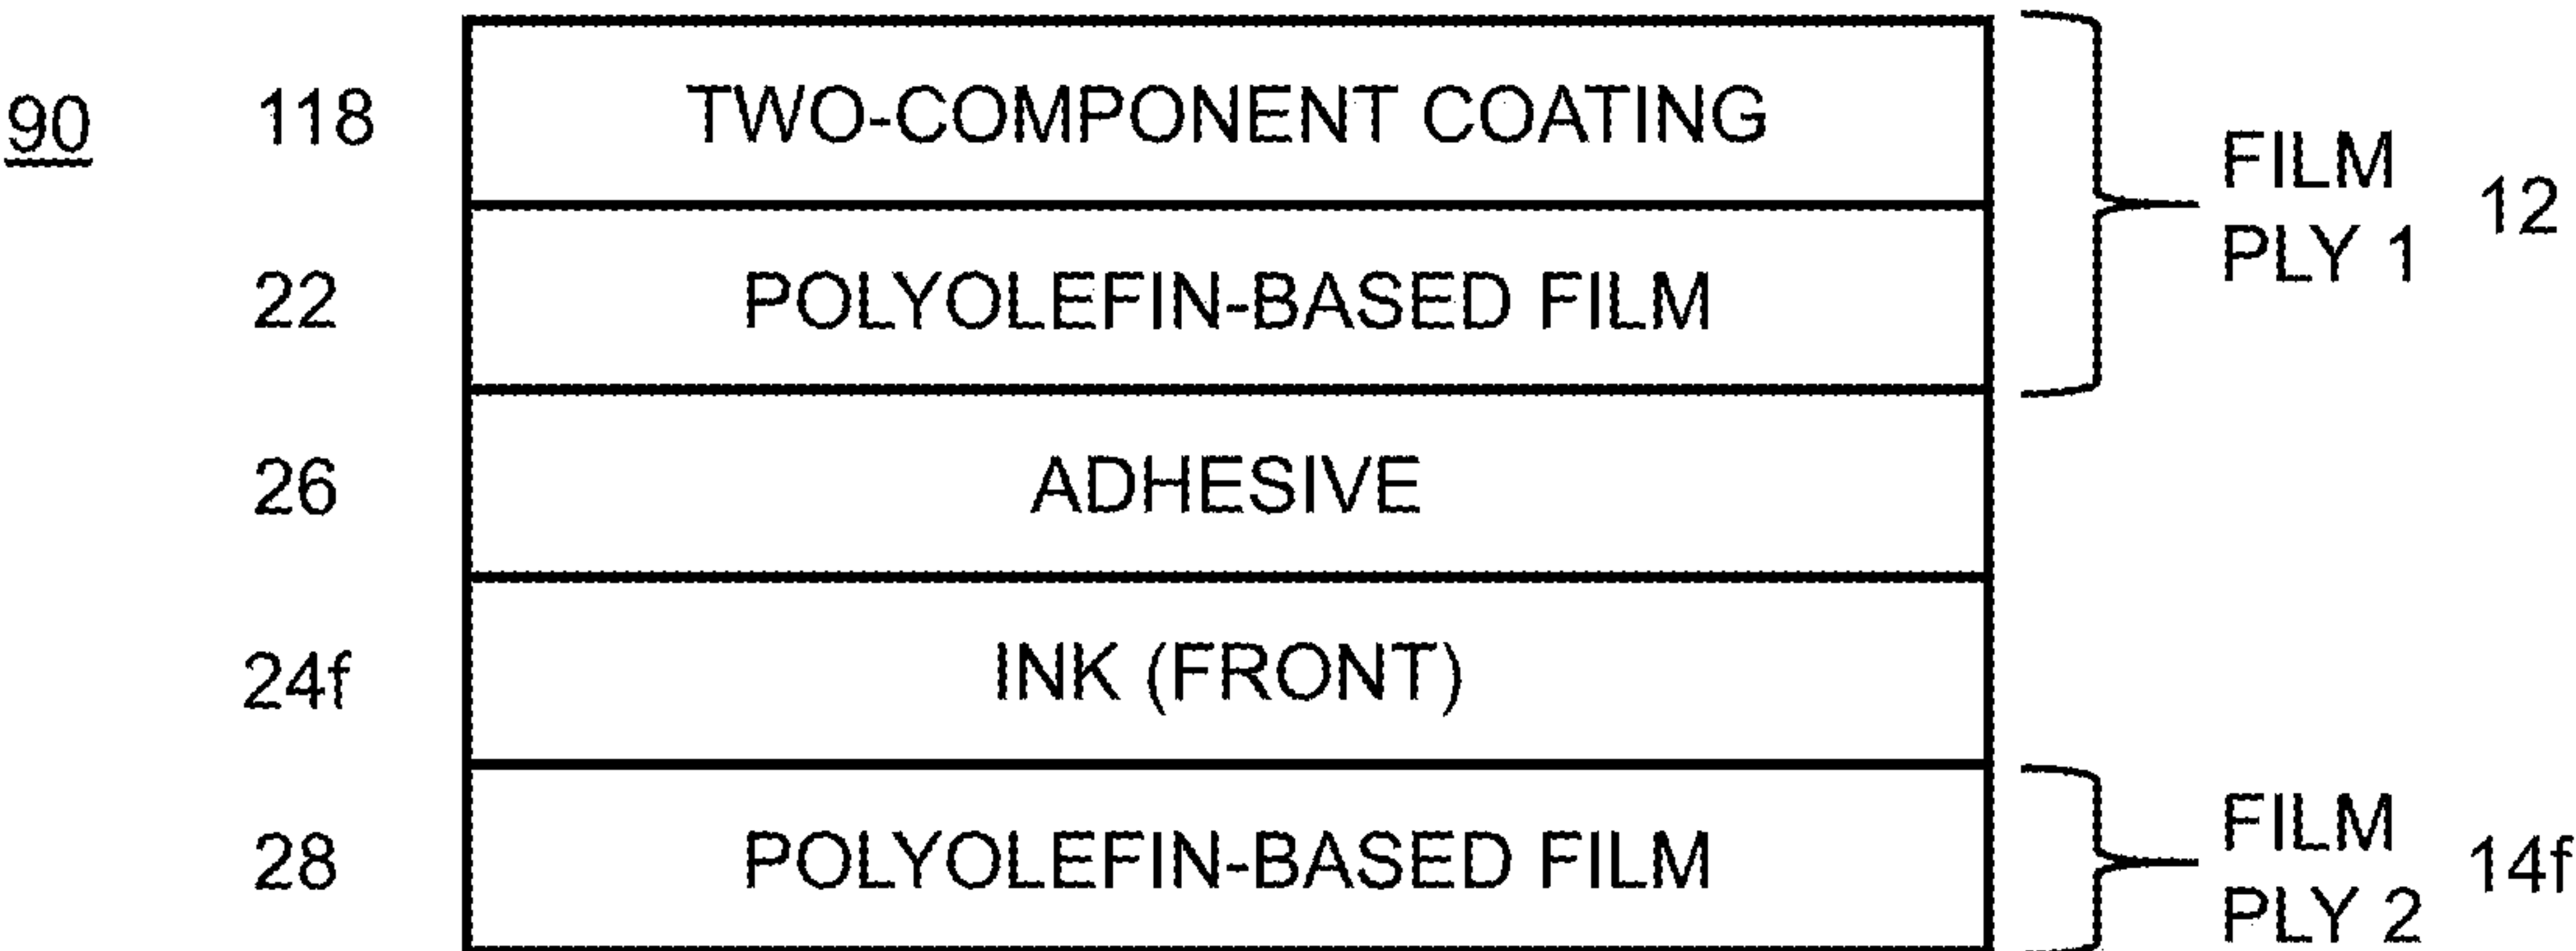 90 118 TWO-COMPONENT COATING
FILM
PLY 1 12
22 POLYOLEFIN-BASED FILM
26 ADHESIVE
24f INK (FRONT)
28 POLYOLEFIN-BASED FILM
FILM
PLY 2 14f